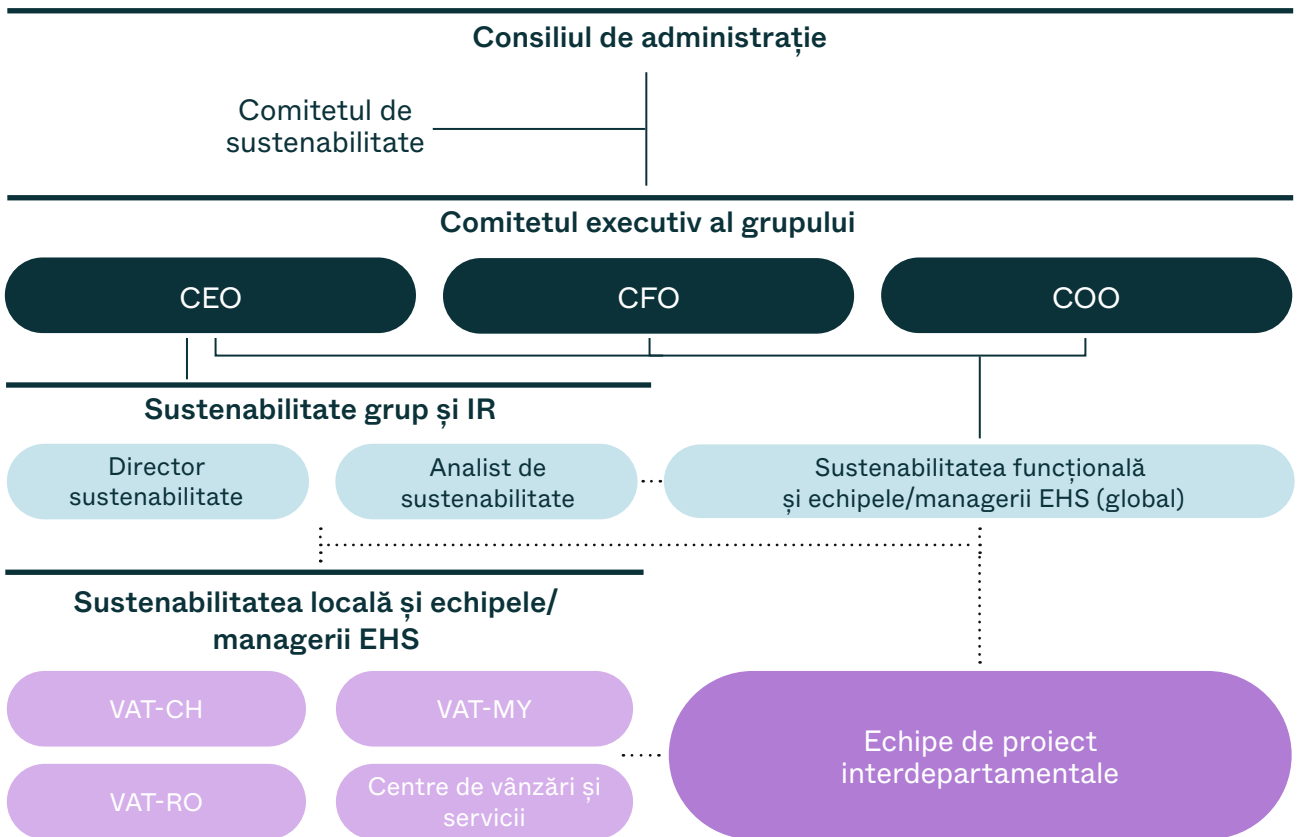 Consiliul de administrație
Comitetul de
sustenabilitate
Comitetul executiv al grupului
CEO
CFO
COO
Sustenabilitate grup și IR
Director
sustenabilitate
Analist de
sustenabilitate
Sustenabilitatea funcțională
și echipele/managerii EHS (global)
Sustenabilitatea locală și echipele/
managerii EHS
VAT-CH
VAT-MY
VAT-RO
Centre de vânzări și
servicii
Echipe de proiect
interdepartamentale